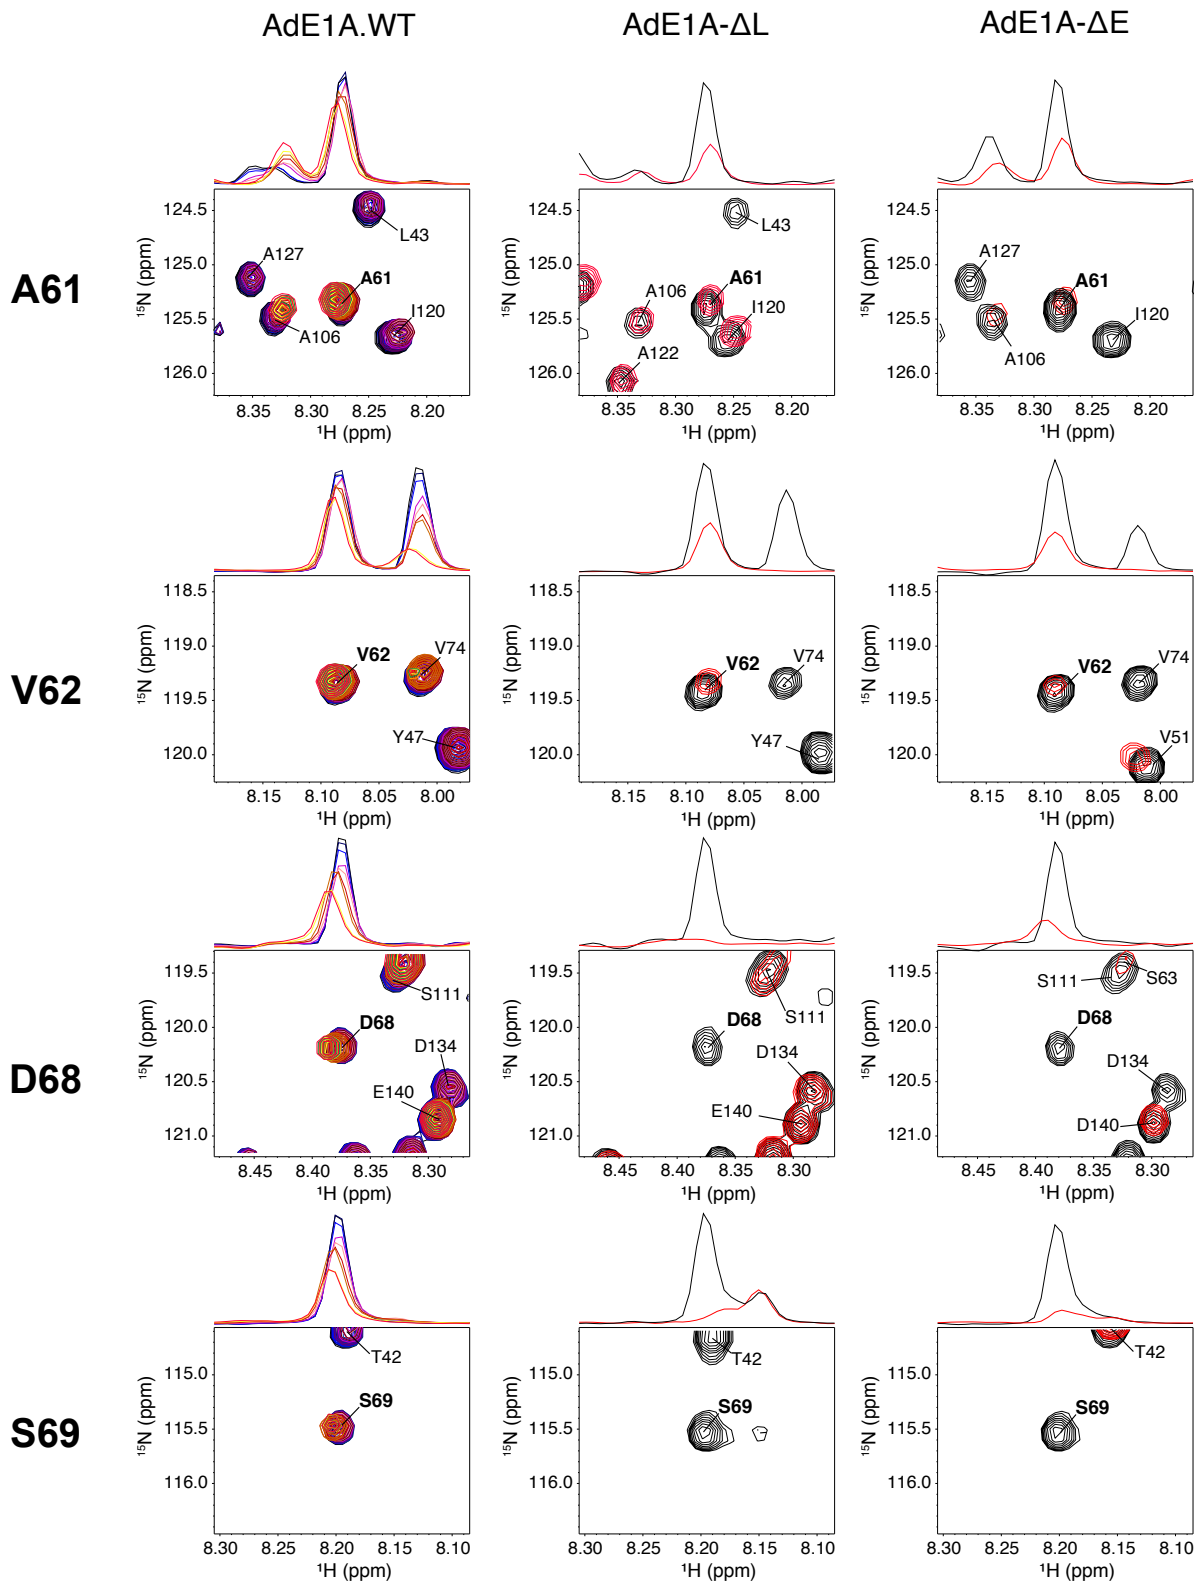 AdE1A.WT AdE1A-ΔL AdE1A-ΔE
A61
124.5 125.0 125.5 126.0
¹⁵N (ppm)
L43
A127
A61
I120
A106
8.35 8.30 8.25 8.20
¹H (ppm)
124.5 125.0 125.5 126.0
¹⁵N (ppm)
L43
A61
A106
I120
A122
8.35 8.30 8.25 8.20
¹H (ppm)
124.5 125.0 125.5 126.0
¹⁵N (ppm)
A127
A61
I120
A106
8.35 8.30 8.25 8.20
¹H (ppm)
V62
118.5 119.0 119.5 120.0
¹⁵N (ppm)
V62
V74
Y47
8.15 8.10 8.05 8.00
¹H (ppm)
118.5 119.0 119.5 120.0
¹⁵N (ppm)
V62
V74
Y47
8.15 8.10 8.05 8.00
¹H (ppm)
118.5 119.0 119.5 120.0
¹⁵N (ppm)
V62
V74
V51
8.15 8.10 8.05 8.00
¹H (ppm)
D68
119.5 120.0 120.5 121.0
¹⁵N (ppm)
S111
D68
D134
E140
8.45 8.40 8.35 8.30
¹H (ppm)
119.5 120.0 120.5 121.0
¹⁵N (ppm)
S111
D68
D134
E140
8.45 8.40 8.35 8.30
¹H (ppm)
119.5 120.0 120.5 121.0
¹⁵N (ppm)
S111
S63
D68
D134
D140
8.45 8.40 8.35 8.30
¹H (ppm)
S69
115.0 115.5 116.0
¹⁵N (ppm)
T42
S69
8.30 8.20 8.10
¹H (ppm)
115.0 115.5 116.0
¹⁵N (ppm)
T42
S69
8.30 8.20 8.10
¹H (ppm)
115.0 115.5 116.0
¹⁵N (ppm)
T42
S69
8.30 8.20 8.10
¹H (ppm)